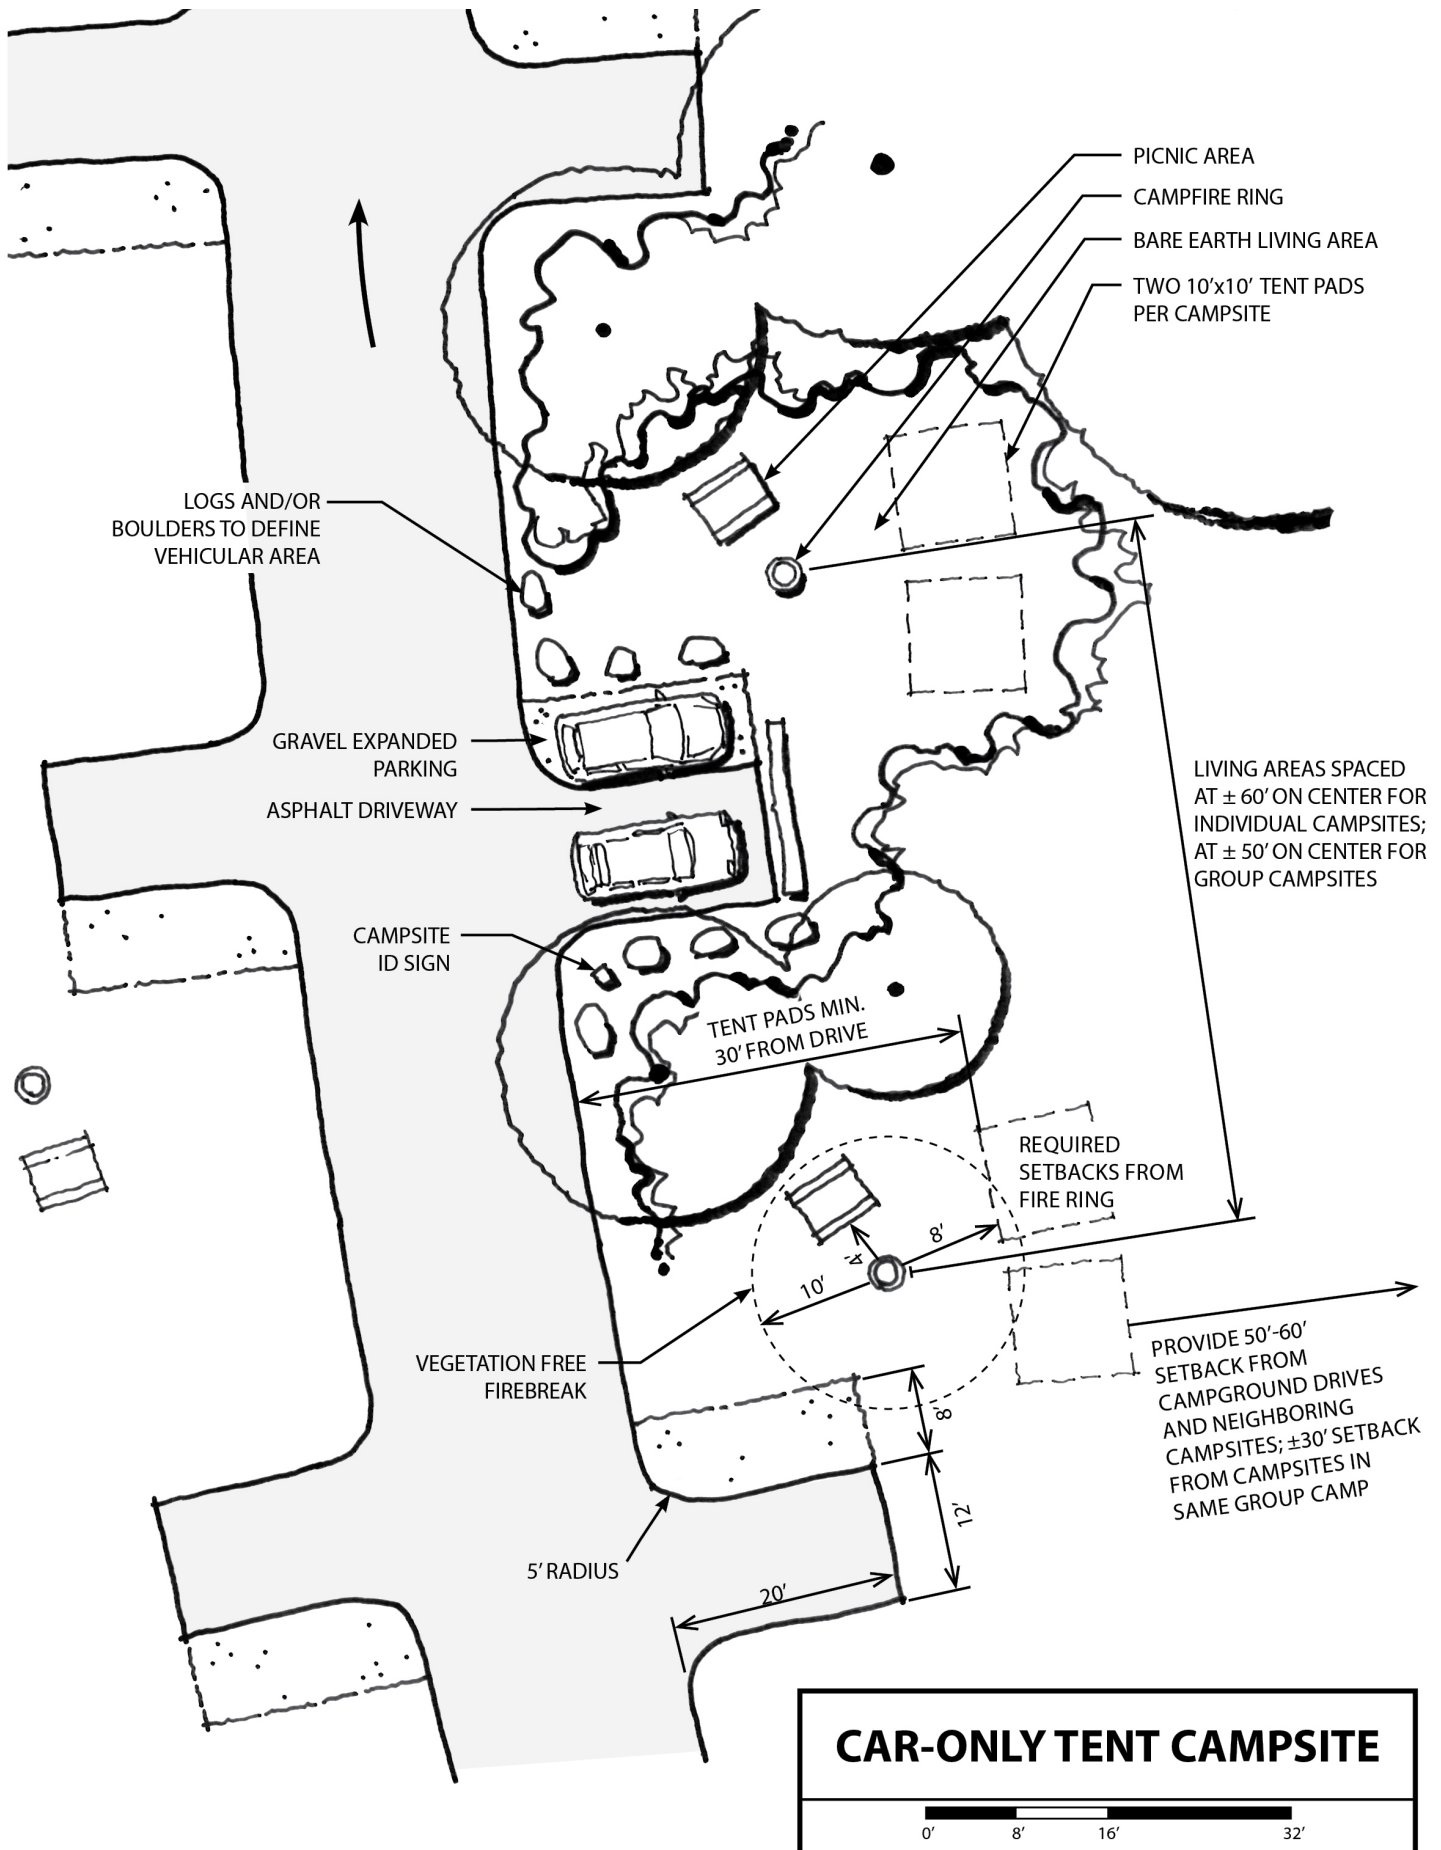 PICNIC AREA
CAMPFIRE RING
BARE EARTH LIVING AREA
TWO 10’x10’ TENT PADS
PER CAMPSITE
LOGS AND/OR
BOULDERS TO DEFINE
VEHICULAR AREA
GRAVEL EXPANDED
PARKING
ASPHALT DRIVEWAY
LIVING AREAS SPACED
AT ± 60’ ON CENTER FOR
INDIVIDUAL CAMPSITES;
AT ± 50’ ON CENTER FOR
GROUP CAMPSITES
CAMPSITE
ID SIGN
TENT PADS MIN.
30’ FROM DRIVE
REQUIRED
SETBACKS FROM
FIRE RING
8’
4’
10’
VEGETATION FREE
FIREBREAK
PROVIDE 50’-60’
SETBACK FROM
CAMPGROUND DRIVES
AND NEIGHBORING
CAMPSITES; ±30’ SETBACK
FROM CAMPSITES IN
SAME GROUP CAMP
8’
12’
5’ RADIUS
20’
CAR-ONLY TENT CAMPSITE
0’ 8’ 16’ 32’